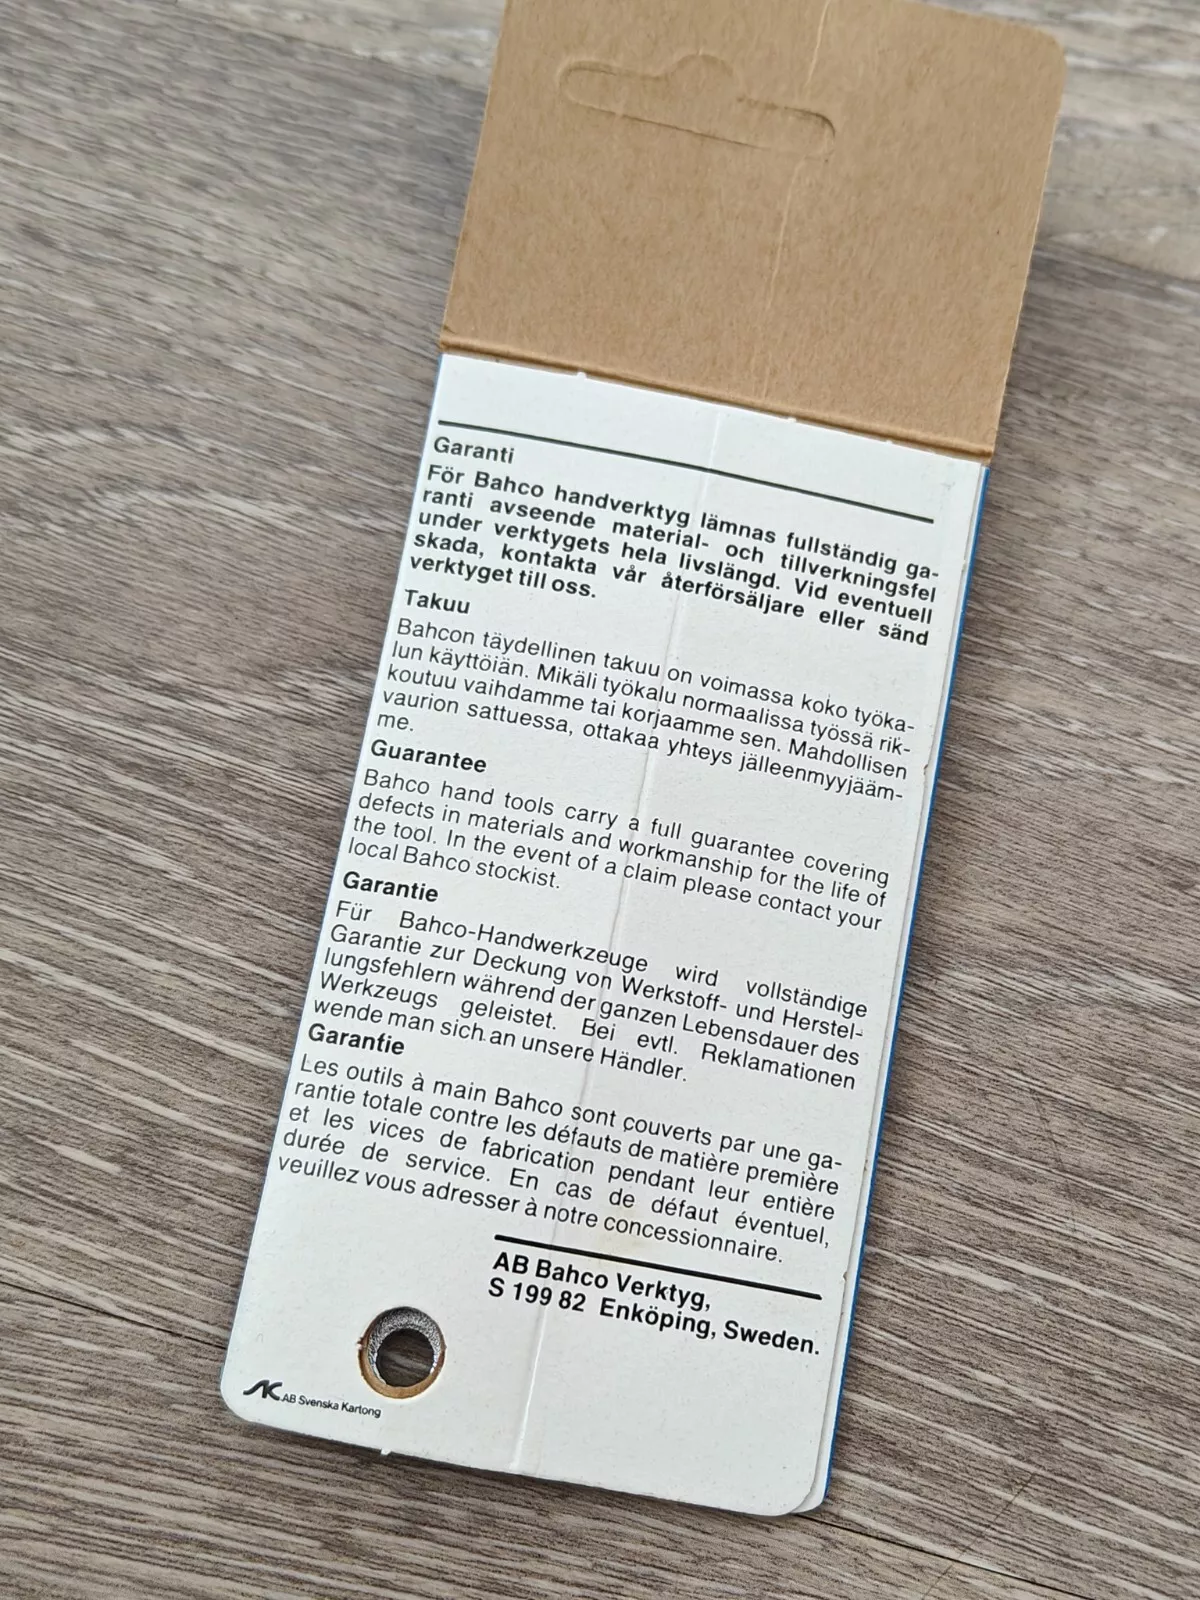 Garanti
För Bahco handverktyg lämnas fullständig ga-
ranti avseende material- och tillverkningsfel
under verktygets hela livslängd. Vid eventuell
skada, kontakta vår återförsäljare eller sänd
verktyget till oss.
Takuu
Bahcon täydellinen takuu on voimassa koko työka-
lun käyttöiän. Mikäli työkalu normaalissa työssä rik-
koutuu vaihdamme tai korjaamme sen. Mahdollisen
vaurion sattuessa, ottakaa yhteys jälleenmyyjääm-
me.
Guarantee
Bahco hand tools carry a full guarantee covering
defects in materials and workmanship for the life of
the tool. In the event of a claim please contact your
local Bahco stockist.
Garantie
Für Bahco-Handwerkzeuge wird vollständige
Garantie zur Deckung von Werkstoff- und Herstel-
lungsfehlern während der ganzen Lebensdauer des
Werkzeugs geleistet. Bei evtl. Reklamationen
wende man sich an unsere Händler.
Garantie
Les outils à main Bahco sont couverts par une ga-
rantie totale contre les défauts de matière première
et les vices de fabrication pendant leur entière
durée de service. En cas de défaut éventuel,
veuillez vous adresser à notre concessionnaire.
AB Bahco Verktyg,
S 199 82 Enköping, Sweden.
AB Svenska Kartong